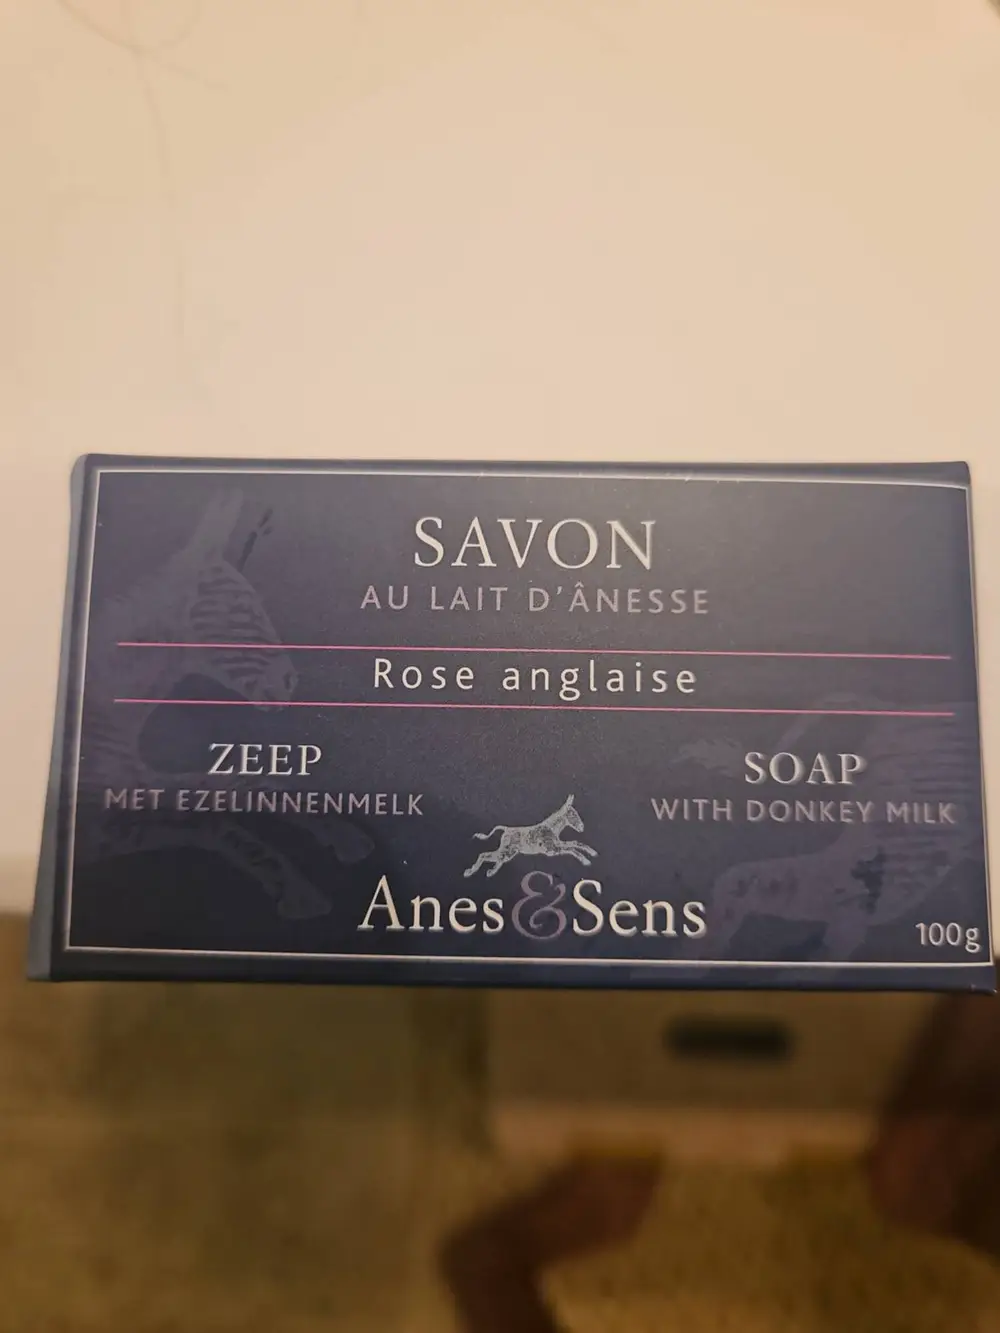 SAVON
AU LAIT D'ÂNESSE
Rose anglaise
ZEEP
MET EZELINNENMELK
SOAP
WITH DONKEY MILK
Anes&Sens
100g